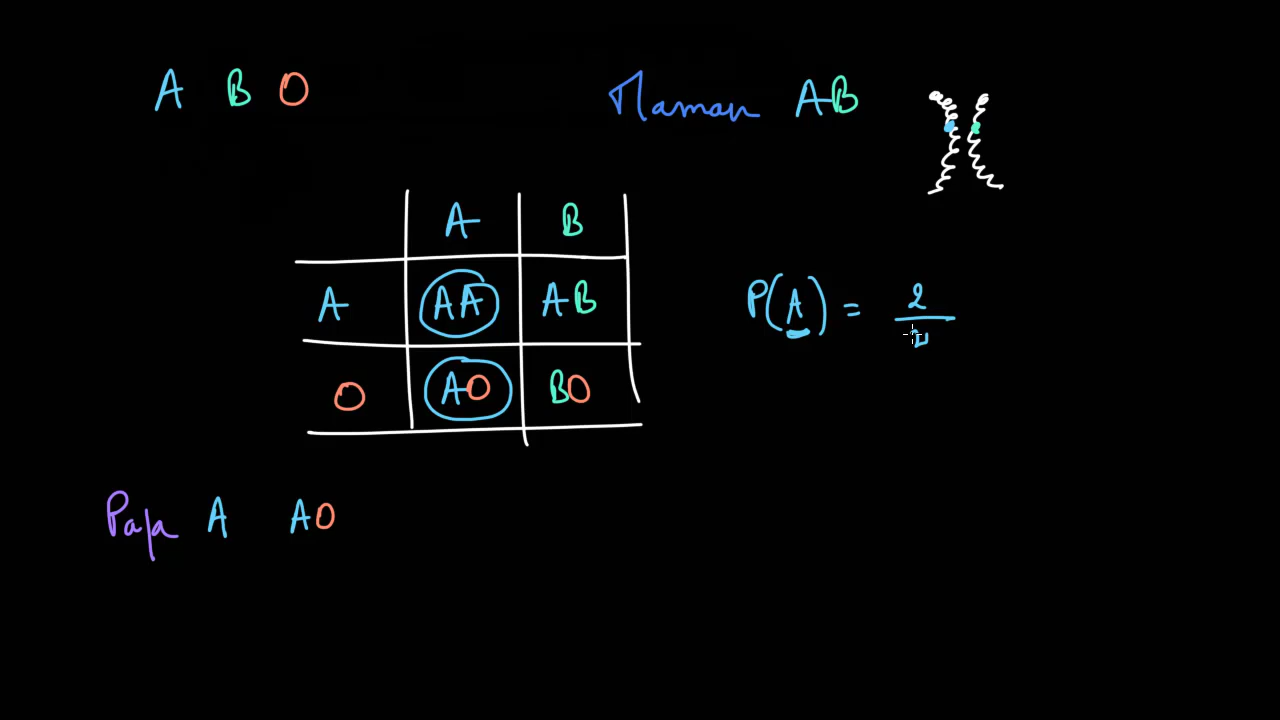 A B O
Maman AB
A B
A AA AB
P(A) = 2/4
O AO BO
Papa A AO